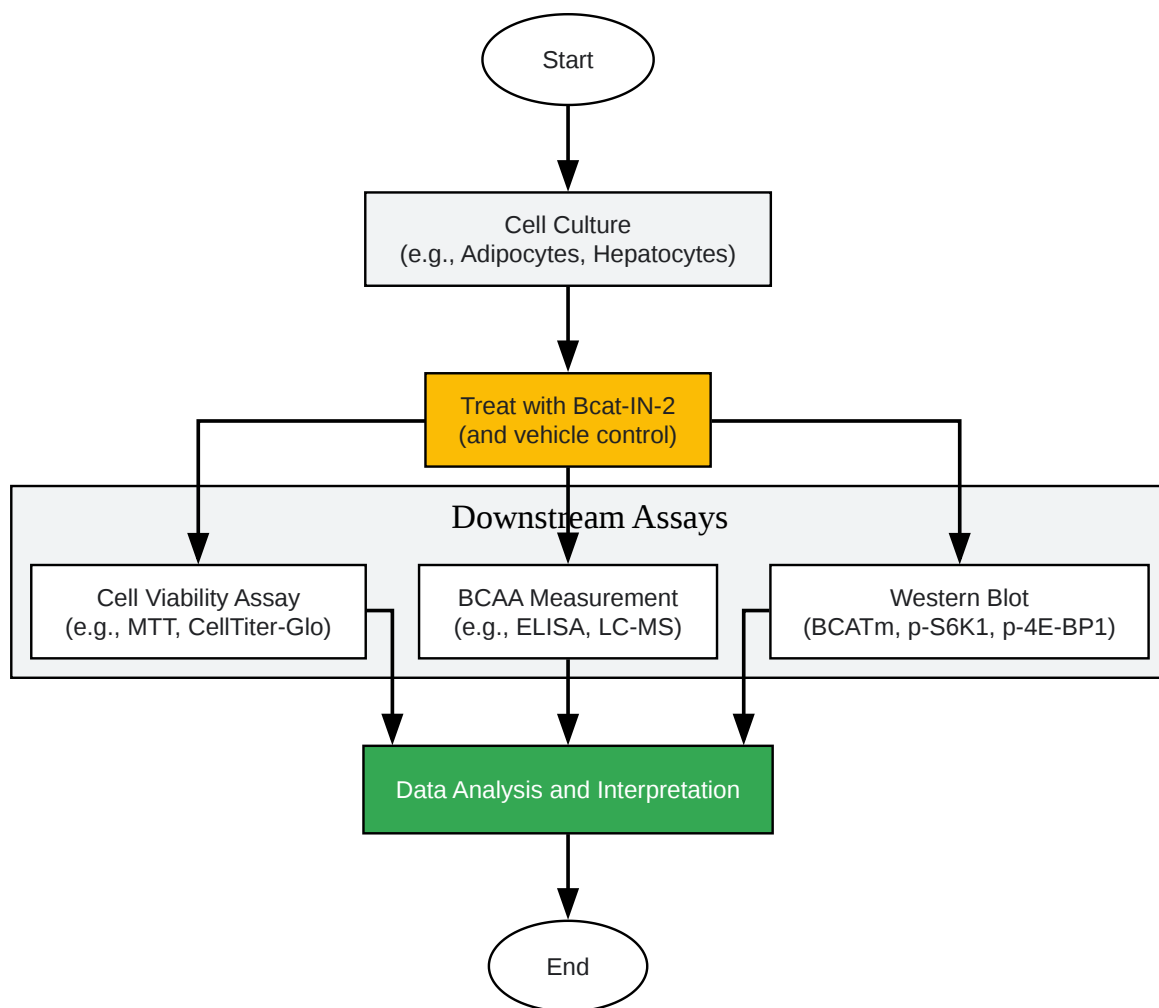 Start
Cell Culture
(e.g., Adipocytes, Hepatocytes)
Treat with Bcat-IN-2
(and vehicle control)
Downstream Assays
Cell Viability Assay
(e.g., MTT, CellTiter-Glo)
BCAA Measurement
(e.g., ELISA, LC-MS)
Western Blot
(BCATm, p-S6K1, p-4E-BP1)
Data Analysis and Interpretation
End